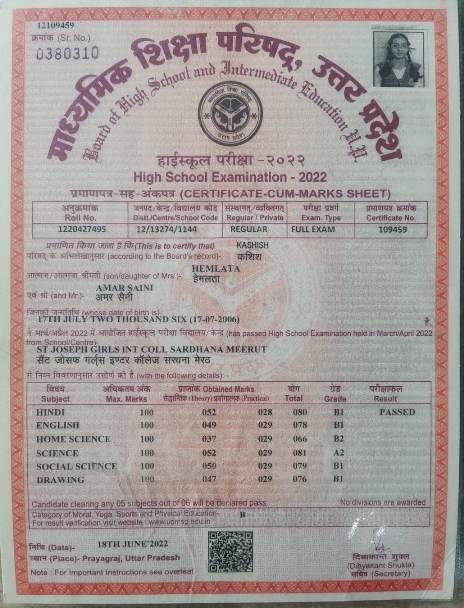 12109459
क्रमांक (Sr. No.)
0380310
माध्यमिक शिक्षा परिषद्, उत्तर प्रदेश
Board of High School and Intermediate Education U.P.
हाईस्कूल परीक्षा -२०२२
High School Examination - 2022
प्रमाणपत्र-सह-अंकपत्र (CERTIFICATE-CUM-MARKS SHEET)
अनुक्रमांक जनपद/केन्द्र/विद्यालय कोड संस्थागत/व्यक्तिगत परीक्षा प्रवर्ग प्रमाणपत्र क्रमांक
Roll No. Distt./Centre/School Code Regular / Private Exam. Type Certificate No.
1220427495 12/13274/1144 REGULAR FULL EXAM 109459
प्रमाणित किया जाता है कि (This is to certify that) KASHISH
परिषद् के अभिलेखानुसार (according to the Board's record)- कशिश
HEMLATA
आत्मज / आत्मजा श्रीमती (son/daughter of Mrs.)- हेमलता
AMAR SAINI
एवं श्री (and Mr.)- अमर सैनी
जिनकी जन्मतिथि (whose date of birth is)-
17TH JULY TWO THOUSAND SIX (17-07-2006)
ने मार्च/अप्रैल 2022 में आयोजित हाईस्कूल परीक्षा विद्यालय/केन्द्र (has passed High School Examination held in March/April 2022
from School/Centre)-
ST JOSEPH GIRLS INT COLL SARDHANA MEERUT
सैंट जोसफ गर्ल्स इण्टर कॉलेज सरधना मेरठ
से निम्न विवरणानुसार उत्तीर्ण की है (with the following details):
विषय अधिकतम अंक प्राप्तांक Obtained Marks योग ग्रेड परीक्षाफल
Subject Max. Marks सैद्धान्तिक (Theory) प्रयोगात्मक (Practical) Total Grade Result
HINDI 100 052 028 080 B1 PASSED
ENGLISH 100 049 029 078 B1
HOME SCIENCE 100 037 029 066 B2
SCIENCE 100 052 029 081 A2
SOCIAL SCIENCE 100 050 029 079 B1
DRAWING 100 047 029 076 B1
Candidate clearing any 05 subjects out of 06 will be declared pass. No divisions are awarded
Category of Moral, Yoga, Sports and Physical Education- B
For result verification visit website : www.upmsp.edu.in
तिथि (Date)- 18TH JUNE'2022
स्थान (Place)- Prayagraj, Uttar Pradesh
Note : For important instructions see overleaf
दिव्यकान्त शुक्ल
(Divyakant Shukla)
सचिव (Secretary)